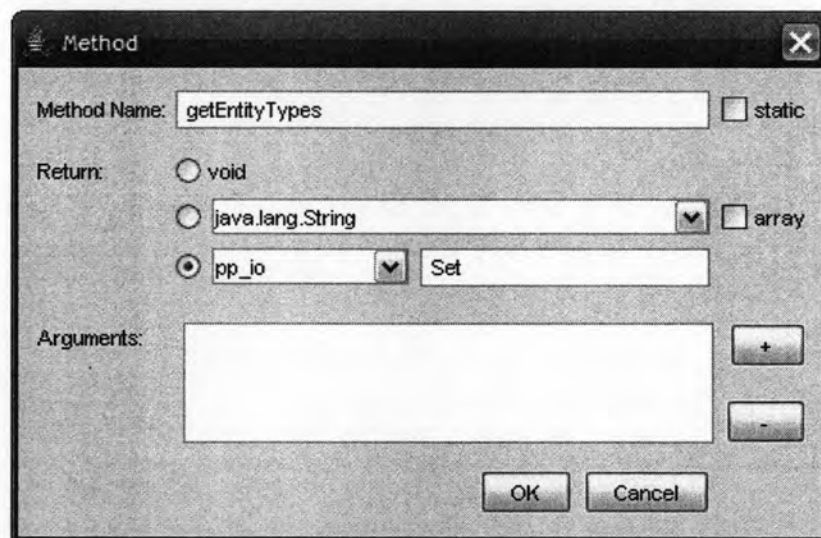 Method
Method Name: getEntityTypes static
Return: void
java.lang.String array
pp_io Set
Arguments: +
-
OK Cancel